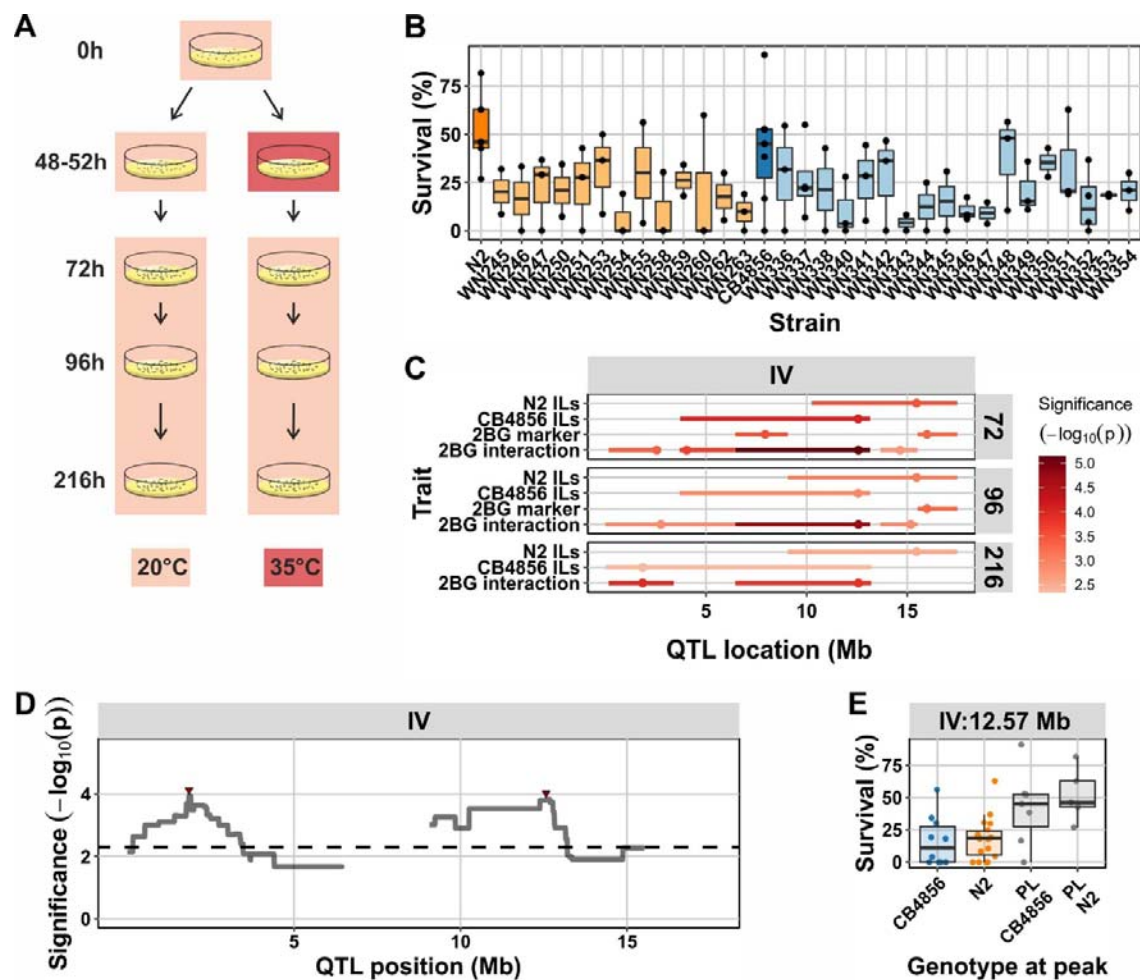 A
0h
48-52h
72h
96h
216h
20°C
35°C
B
Survival (%)
75
50
25
0
N2
WN245
WN246
WN247
WN250
WN251
WN253
WN254
WN255
WN258
WN259
WN260
WN262
WN263
CB4856
WN336
WN337
WN338
WN340
WN341
WN342
WN343
WN344
WN345
WN346
WN347
WN348
WN349
WN350
WN351
WN352
WN353
WN354
Strain
C
IV
Trait
N2 ILs
CB4856 ILs
2BG marker
2BG interaction
72
N2 ILs
CB4856 ILs
2BG marker
2BG interaction
96
N2 ILs
CB4856 ILs
2BG interaction
216
5
10
15
QTL location (Mb
Significance
(−log10(p))
5.0
4.5
4.0
3.5
3.0
2.5
D
IV
Significance (−log10(p))
4
2
0
5
10
15
QTL position (Mb)
E
IV:12.57 Mb
Survival (%)
75
50
25
0
CB4856
N2
PL
CB4856
PL
N2
Genotype at peak